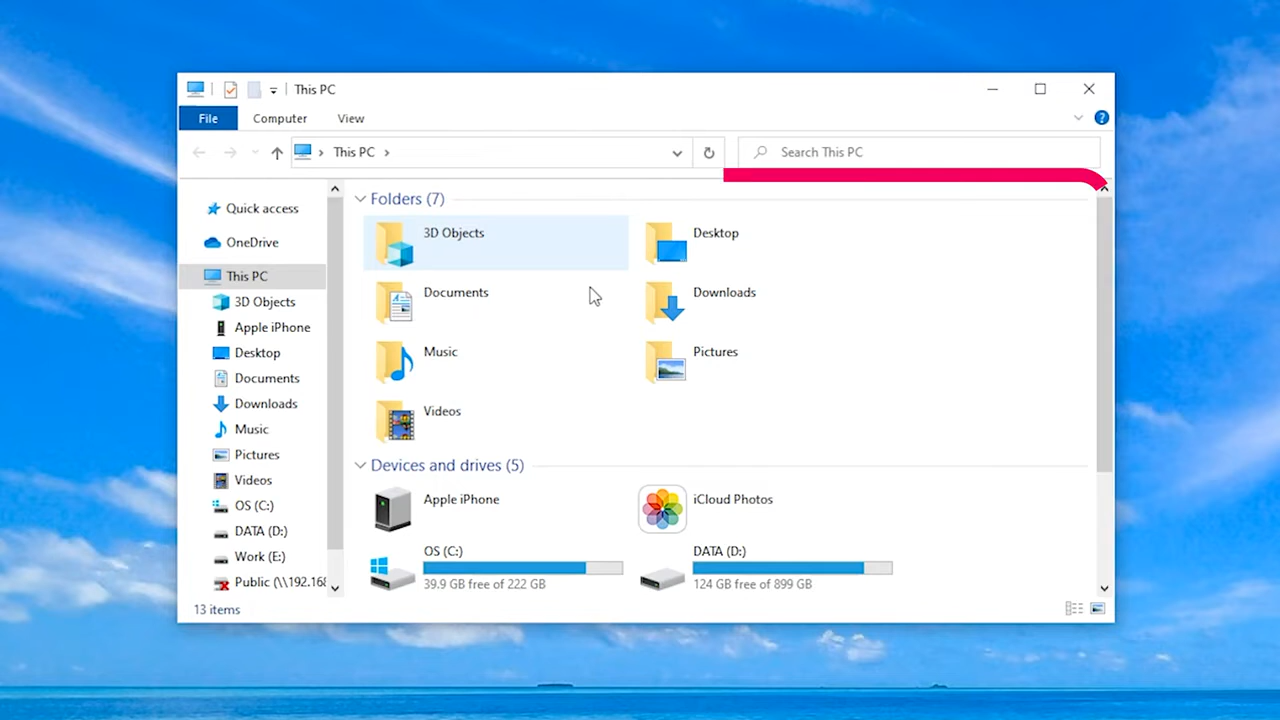 This PC
File Computer View
This PC
Search This PC
Quick access
OneDrive
This PC
3D Objects
Apple iPhone
Desktop
Documents
Downloads
Music
Pictures
Videos
OS (C:)
DATA (D:)
Work (E:)
Public (\\192.168
Folders (7)
3D Objects
Desktop
Documents
Downloads
Music
Pictures
Videos
Devices and drives (5)
Apple iPhone
iCloud Photos
OS (C:)
39.9 GB free of 222 GB
DATA (D:)
124 GB free of 899 GB
13 items